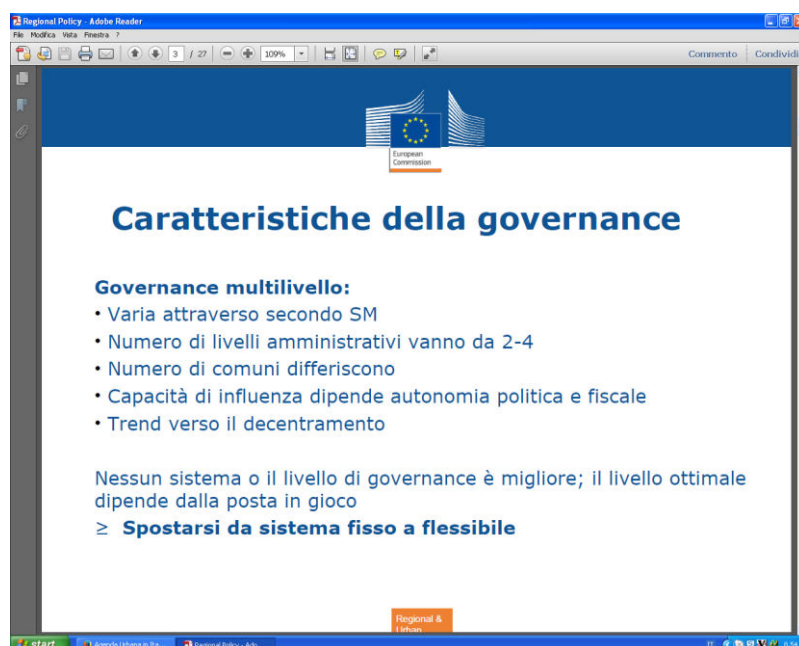 Regional Policy - Adobe Reader
File Modifica Vista Finestra ?
3 / 27 109% Commento Condividi
European
Commission
Caratteristiche della governance
Governance multilivello:
• Varia attraverso secondo SM
• Numero di livelli amministrativi vanno da 2-4
• Numero di comuni differiscono
• Capacità di influenza dipende autonomia politica e fiscale
• Trend verso il decentramento
Nessun sistema o il livello di governance è migliore; il livello ottimale
dipende dalla posta in gioco
≥ Spostarsi da sistema fisso a flessibile
Regional &
Urban
start Regional Policy - Ado... IT